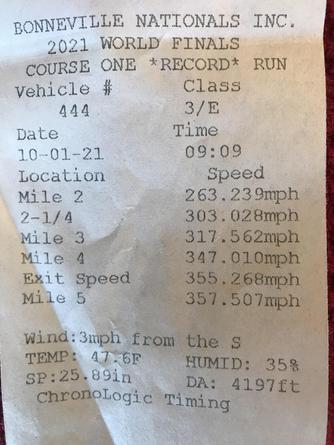 BONNEVILLE NATIONALS INC.
2021 WORLD FINALS
COURSE ONE *RECORD* RUN
Vehicle # Class
444 3/E
Date Time
10-01-21 09:09
Location Speed
Mile 2 263.239mph
2-1/4 303.028mph
Mile 3 317.562mph
Mile 4 347.010mph
Exit Speed 355.268mph
Mile 5 357.507mph
Wind:3mph from the S
TEMP: 47.6F HUMID: 35%
SP:25.89in DA: 4197ft
ChronoLogic Timing